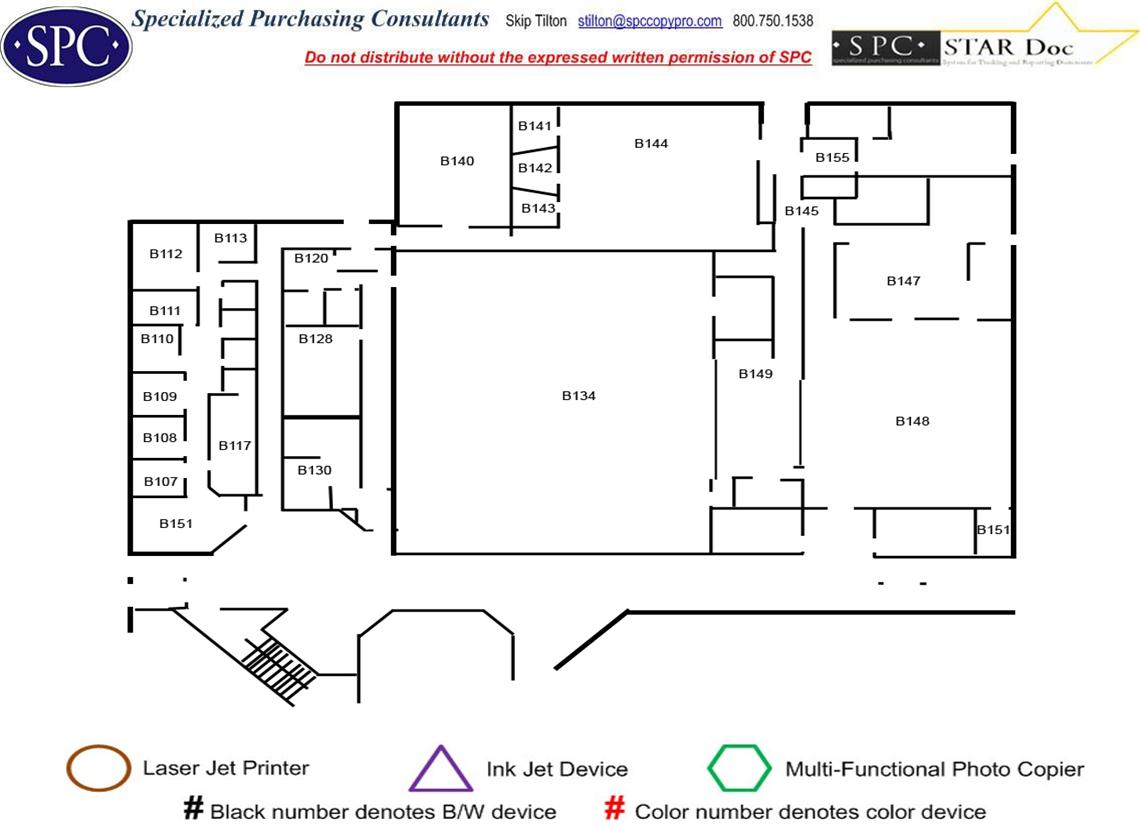 Specialized Purchasing Consultants Skip Tilton stilton@spccopypro.com 800.750.1538
·SPC·
Do not distribute without the expressed written permission of SPC
·SPC· STAR Doc
specialized purchasing consultants System for Tracking and Reporting Documents
B141
B144
B140
B155
B142
B143
B145
B113
B112
B120
B147
B111
B110
B128
B149
B109
B134
B148
B108
B117
B130
B107
B151
B151
Laser Jet Printer
Ink Jet Device
Multi-Functional Photo Copier
# Black number denotes B/W device
# Color number denotes color device